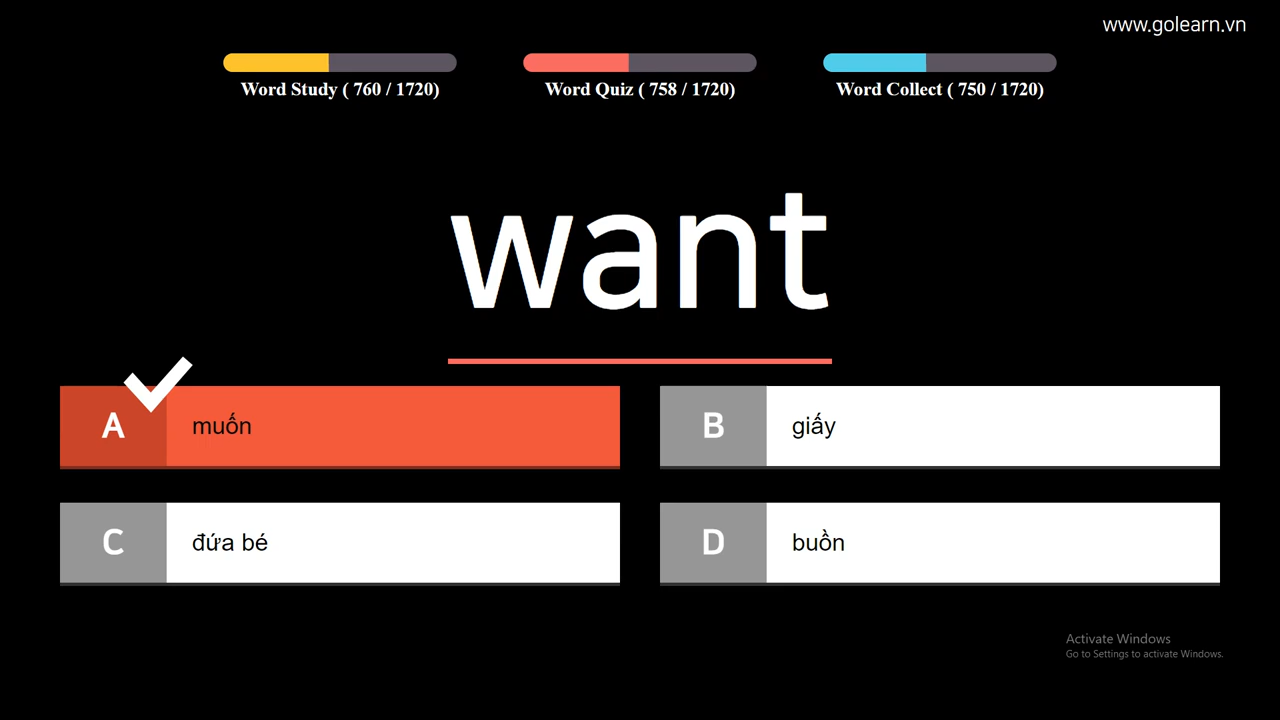 www.golearn.vn
Word Study ( 760 / 1720)
Word Quiz ( 758 / 1720)
Word Collect ( 750 / 1720)
want
A muốn
B giấy
C đứa bé
D buồn
Activate Windows
Go to Settings to activate Windows.